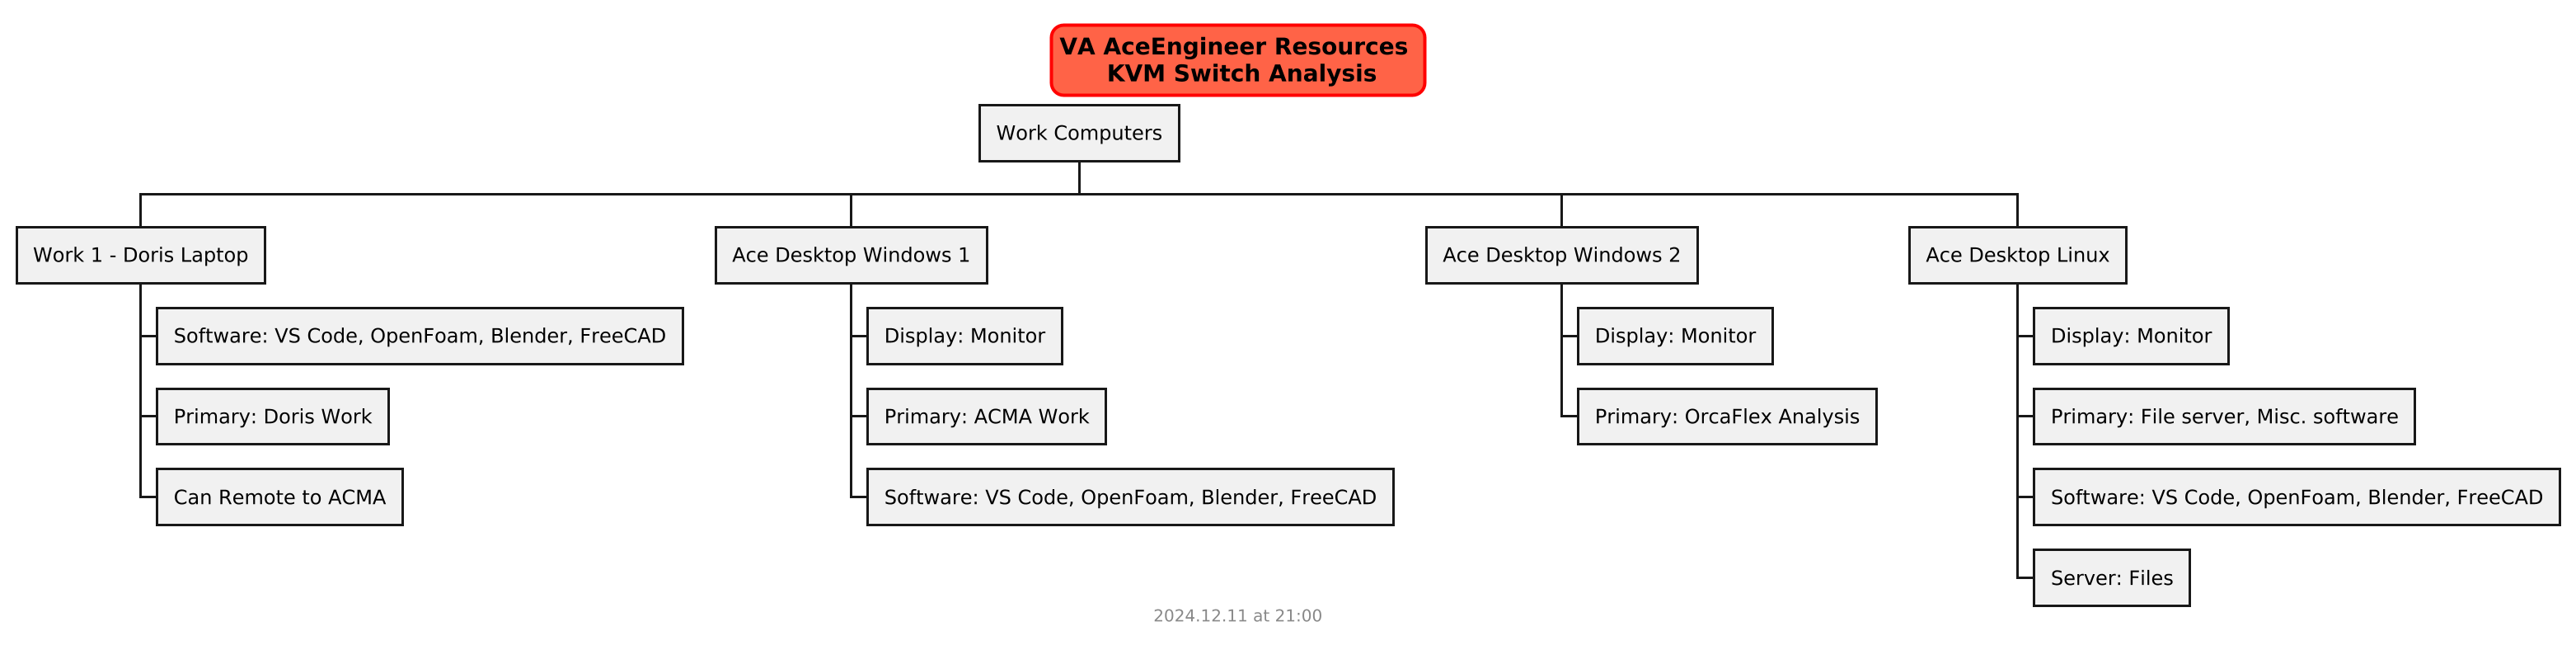 VA AceEngineer Resources
KVM Switch Analysis
Work Computers
Work 1 - Doris Laptop
Software: VS Code, OpenFoam, Blender, FreeCAD
Primary: Doris Work
Can Remote to ACMA
Ace Desktop Windows 1
Display: Monitor
Primary: ACMA Work
Software: VS Code, OpenFoam, Blender, FreeCAD
Ace Desktop Windows 2
Display: Monitor
Primary: OrcaFlex Analysis
Ace Desktop Linux
Display: Monitor
Primary: File server, Misc. software
Software: VS Code, OpenFoam, Blender, FreeCAD
Server: Files
2024.12.11 at 21:00